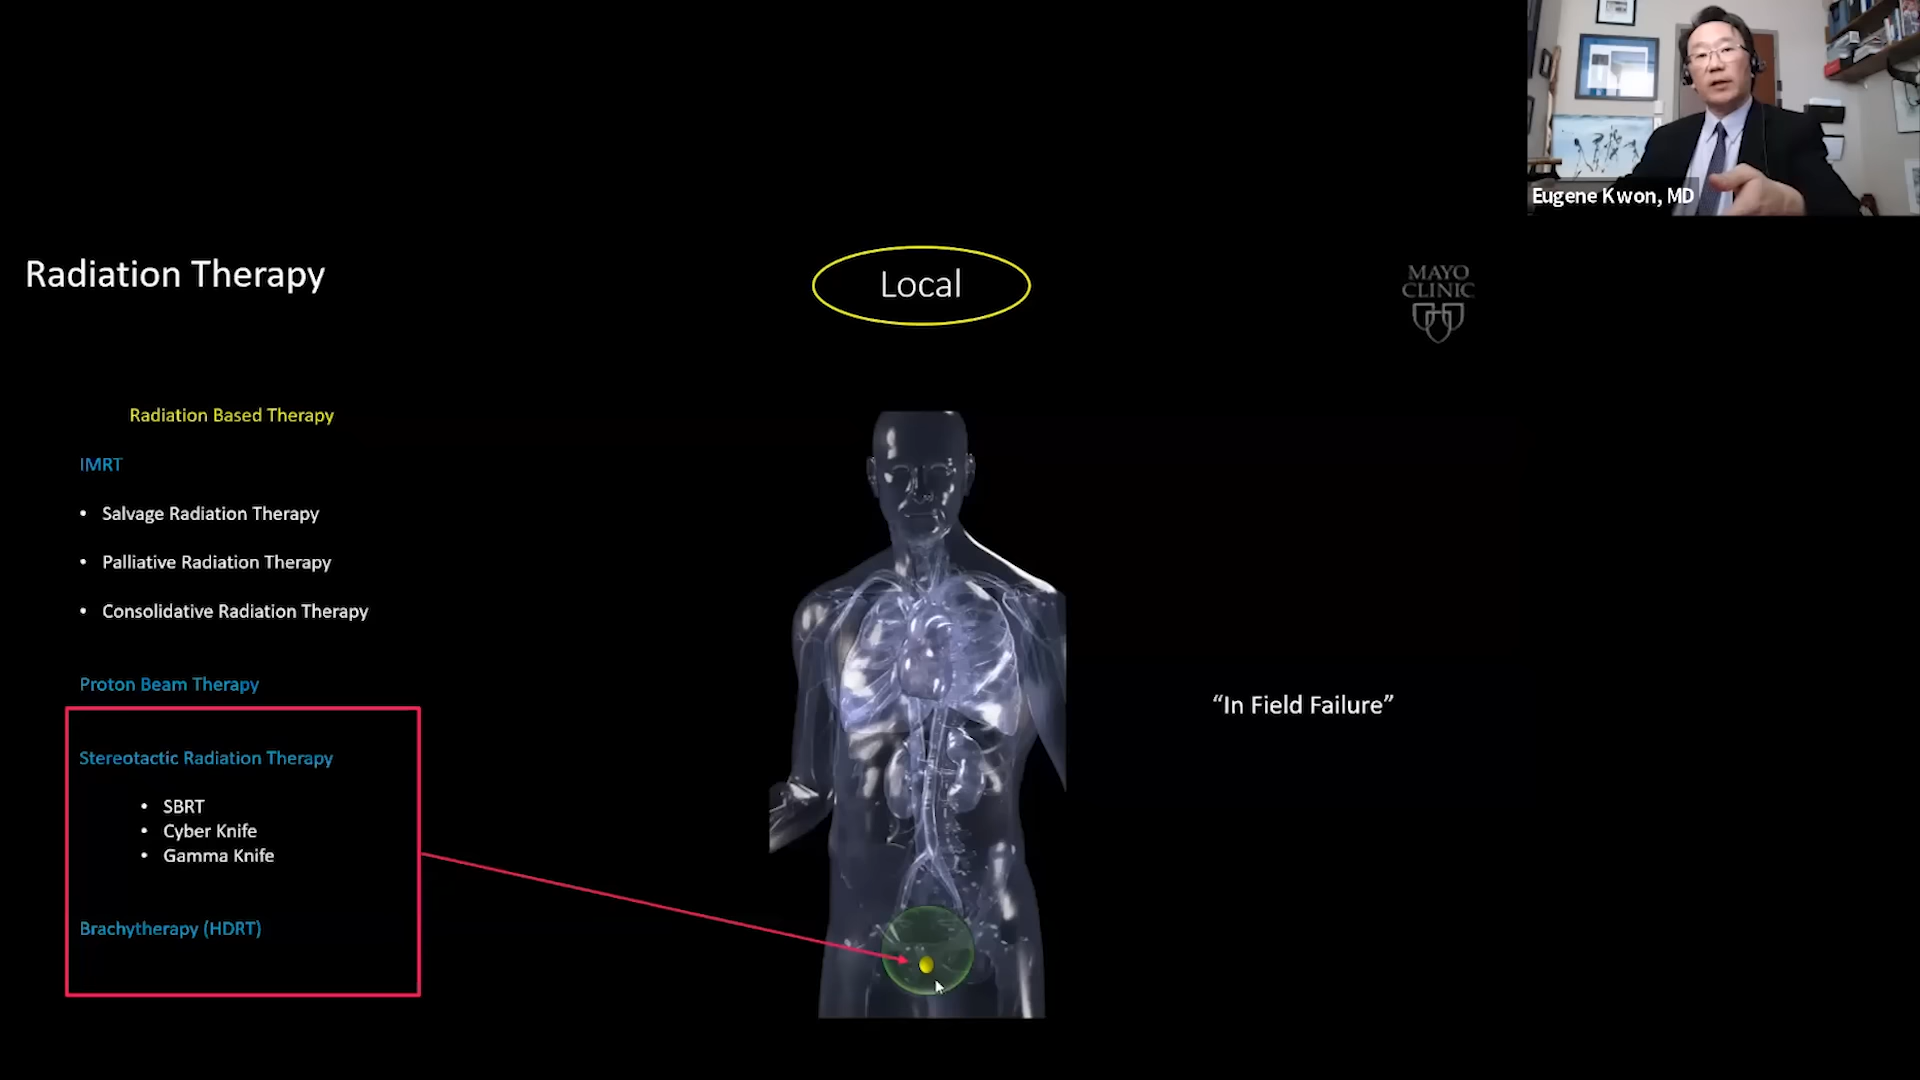 Eugene Kwon, MD
Radiation Therapy
Local
MAYO
CLINIC
Radiation Based Therapy
IMRT
• Salvage Radiation Therapy
• Palliative Radiation Therapy
• Consolidative Radiation Therapy
Proton Beam Therapy
Stereotactic Radiation Therapy
• SBRT
• Cyber Knife
• Gamma Knife
Brachytherapy (HDRT)
“In Field Failure”